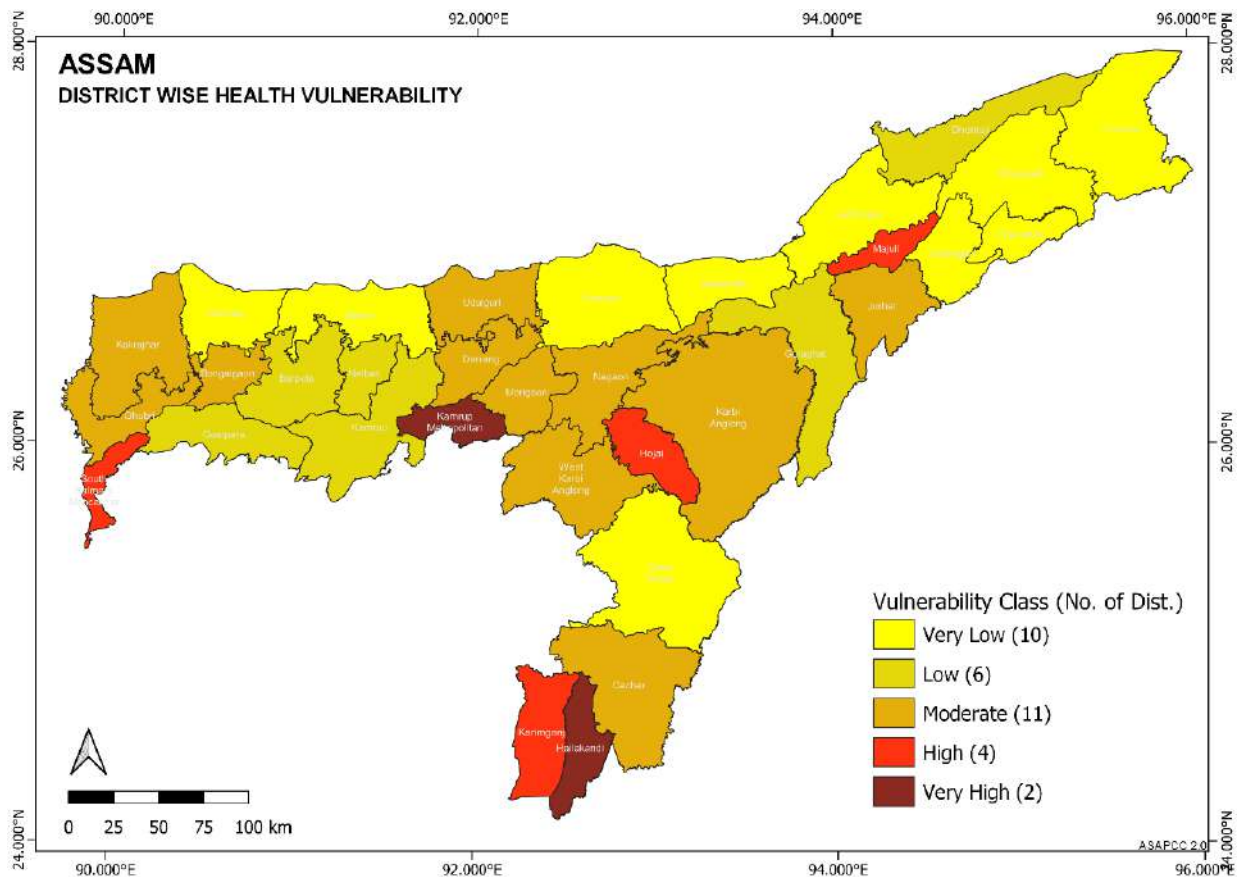 90.000°E 92.000°E 94.000°E 96.000°E
28.000°N 28.000°N
ASSAM
DISTRICT WISE HEALTH VULNERABILITY
Majuli
Udalguri
Jorhat
Kokrajhar
Darrang
Golaghat
Bongaigaon
Barpeta
Nalbari
Nagaon
Morigaon
Karbi
Anglong
Dhubri
Kamrup
Metropolitan
Kamrup
Goalpara
26.000°N 26.000°N
Hojai
West
Karbi
Anglong
South
Cachar
Karimganj
Hailakandi
Vulnerability Class (No. of Dist.)
Very Low (10)
Low (6)
Moderate (11)
High (4)
Very High (2)
0 25 50 75 100 km
24.000°N 24.000°N
ASAPCC 2.0
90.000°E 92.000°E 94.000°E 96.000°E